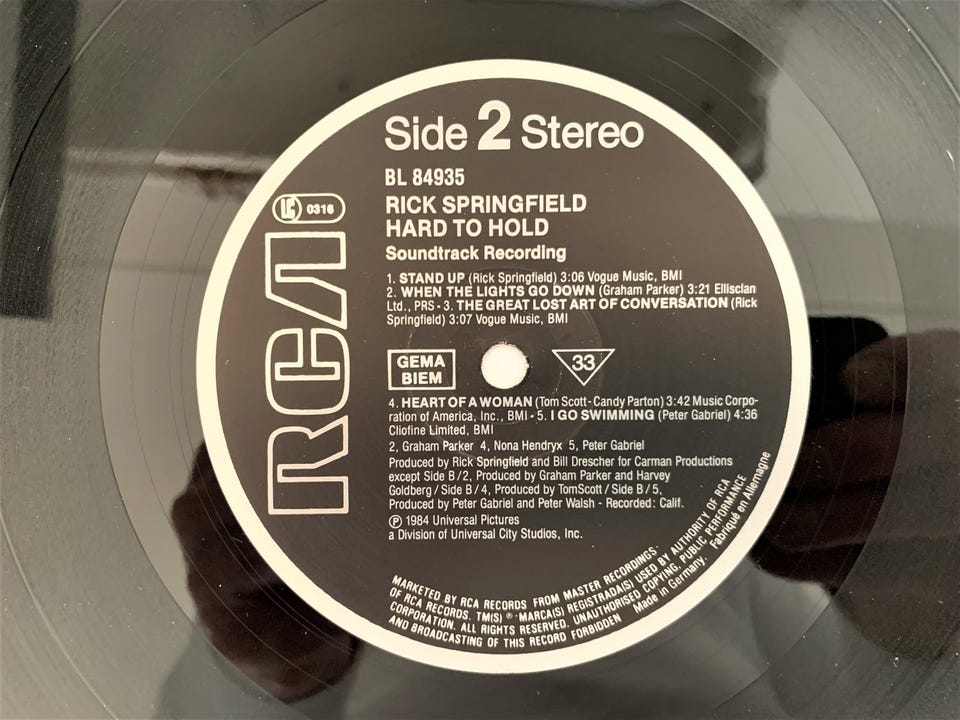 Side 2 Stereo
BL 84935
RICK SPRINGFIELD
HARD TO HOLD
Soundtrack Recording
LC 0316
RCA
1. STAND UP (Rick Springfield) 3:06 Vogue Music, BMI
2. WHEN THE LIGHTS GO DOWN (Graham Parker) 3:21 Ellisclan
Ltd., PRS - 3. THE GREAT LOST ART OF CONVERSATION (Rick
Springfield) 3:07 Vogue Music, BMI
GEMA
BIEM
33
4. HEART OF A WOMAN (Tom Scott-Candy Parton) 3:42 Music Corpo-
ration of America, Inc., BMI - 5. I GO SWIMMING (Peter Gabriel) 4:36
Cliofine Limited, BMI
2, Graham Parker 4, Nona Hendryx 5, Peter Gabriel
Produced by Rick Springfield and Bill Drescher for Carman Productions
except Side B/2, Produced by Graham Parker and Harvey
Goldberg / Side B/4, Produced by TomScott / Side B/5,
Produced by Peter Gabriel and Peter Walsh - Recorded: Calif.
Ⓟ 1984 Universal Pictures
a Division of Universal City Studios, Inc.
MARKETED BY RCA RECORDS FROM MASTER RECORDINGS.
OF RCA RECORDS. TM(S) ® MARCA(S) REGISTRADA(S) USED BY AUTHORITY OF RCA
CORPORATION. ALL RIGHTS RESERVED. UNAUTHORISED COPYING, PUBLIC PERFORMANCE
AND BROADCASTING OF THIS RECORD FORBIDDEN
Made in Germany. Fabriqué en Allemagne